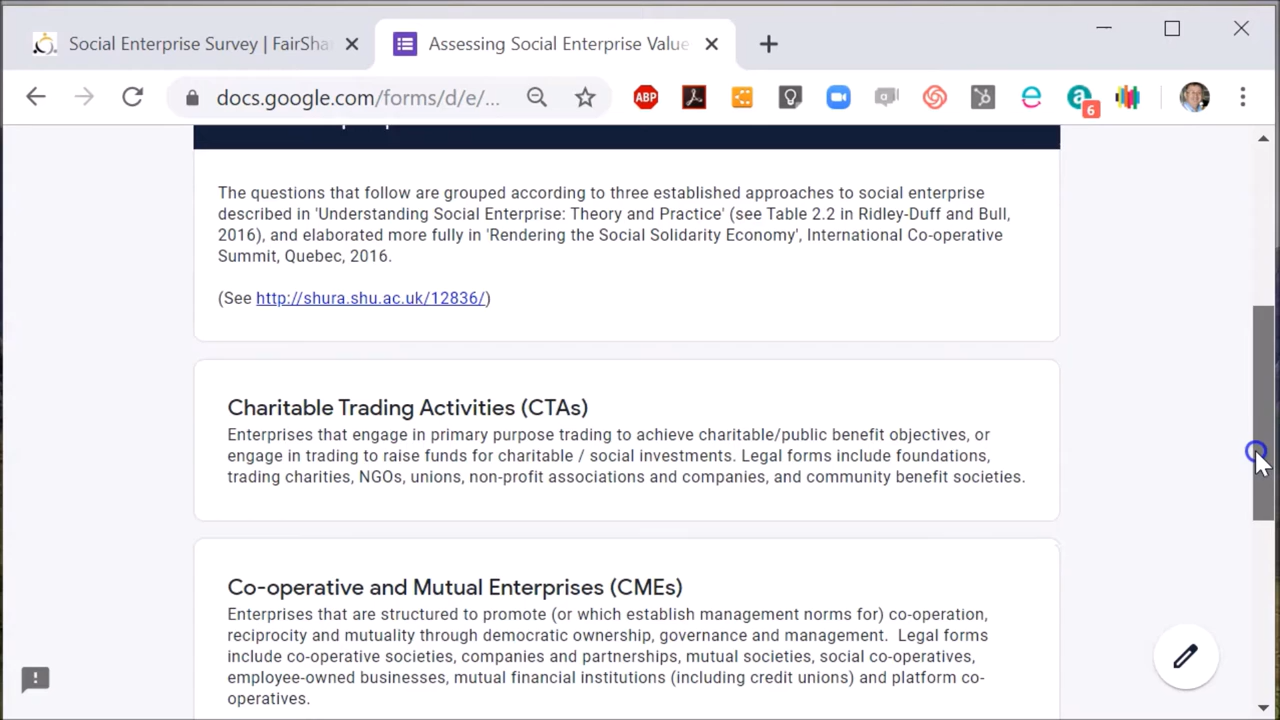 Social Enterprise Survey | FairShar
Assessing Social Enterprise Value
docs.google.com/forms/d/e/...
ABP
6
The questions that follow are grouped according to three established approaches to social enterprise
described in 'Understanding Social Enterprise: Theory and Practice' (see Table 2.2 in Ridley-Duff and Bull,
2016), and elaborated more fully in 'Rendering the Social Solidarity Economy', International Co-operative
Summit, Quebec, 2016.
(See http://shura.shu.ac.uk/12836/)
Charitable Trading Activities (CTAs)
Enterprises that engage in primary purpose trading to achieve charitable/public benefit objectives, or
engage in trading to raise funds for charitable / social investments. Legal forms include foundations,
trading charities, NGOs, unions, non-profit associations and companies, and community benefit societies.
Co-operative and Mutual Enterprises (CMEs)
Enterprises that are structured to promote (or which establish management norms for) co-operation,
reciprocity and mutuality through democratic ownership, governance and management. Legal forms
include co-operative societies, companies and partnerships, mutual societies, social co-operatives,
employee-owned businesses, mutual financial institutions (including credit unions) and platform co-
operatives.